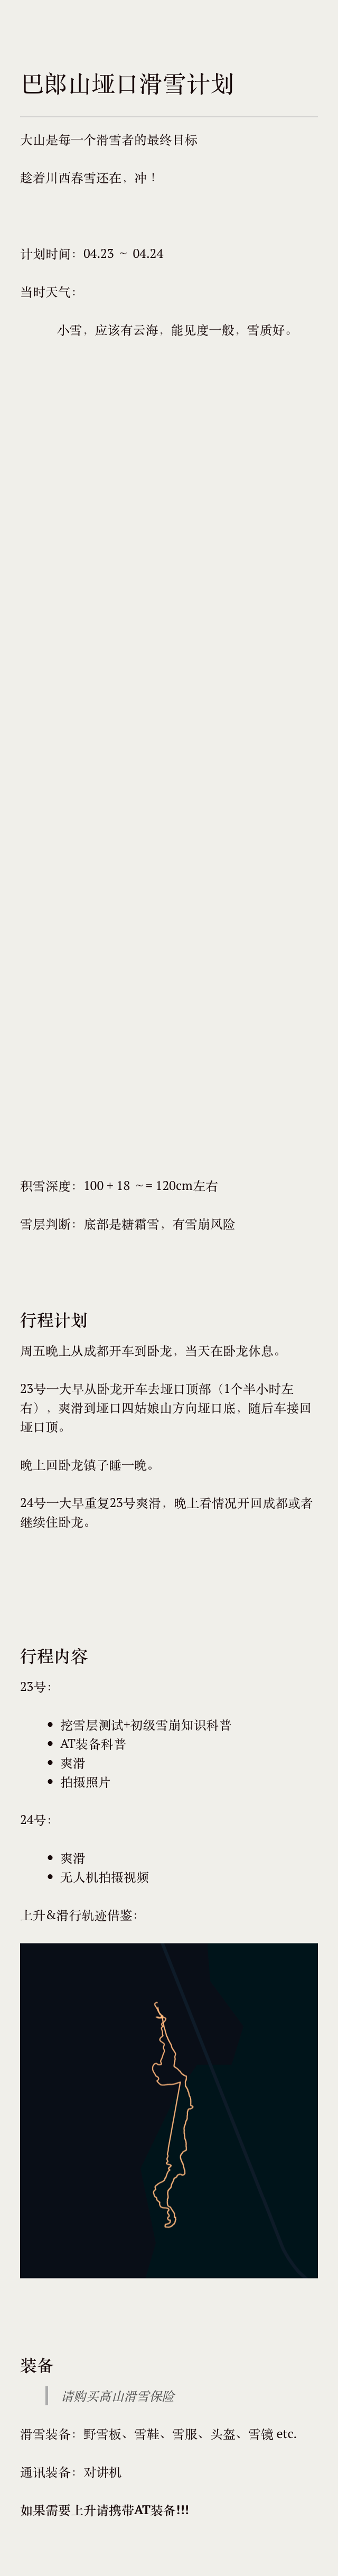 巴郎山垭口滑雪计划
大山是每一个滑雪者的最终目标
趁着川西春雪还在，冲！
计划时间：04.23 ~ 04.24
当时天气：
小雪，应该有云海，能见度一般，雪质好。
积雪深度：100 + 18 ~= 120cm左右
雪层判断：底部是糖霜雪，有雪崩风险
行程计划
周五晚上从成都开车到卧龙，当天在卧龙休息。
23号一大早从卧龙开车去垭口顶部（1个半小时左
右），爽滑到垭口四姑娘山方向垭口底，随后车接回
垭口顶。
晚上回卧龙镇子睡一晚。
24号一大早重复23号爽滑，晚上看情况开回成都或者
继续住卧龙。
行程内容
23号：
• 挖雪层测试+初级雪崩知识科普
• AT装备科普
• 爽滑
• 拍摄照片
24号：
• 爽滑
• 无人机拍摄视频
上升&滑行轨迹借鉴：
装备
请购买高山滑雪保险
滑雪装备：野雪板、雪鞋、雪服、头盔、雪镜 etc.
通讯装备：对讲机
如果需要上升请携带AT装备!!!